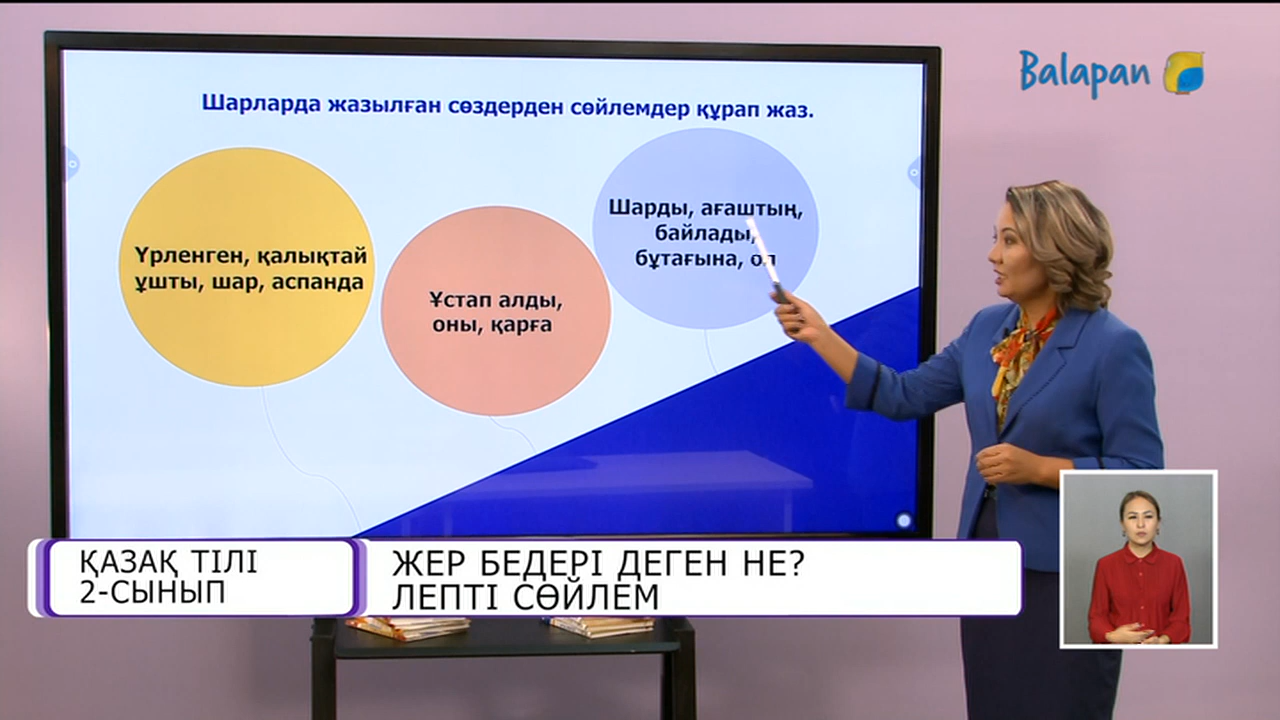 Balapan
Шарларда жазылған сөздерден сөйлемдер құрап жаз.
Үрленген, қалықтай
ұшты, шар, аспанда
Ұстап алды,
оны, қарға
Шарды, ағаштың,
байлады,
бұтағына, ол
ҚАЗАҚ ТІЛІ
2-СЫНЫП
ЖЕР БЕДЕРІ ДЕГЕН НЕ?
ЛЕПТІ СӨЙЛЕМ